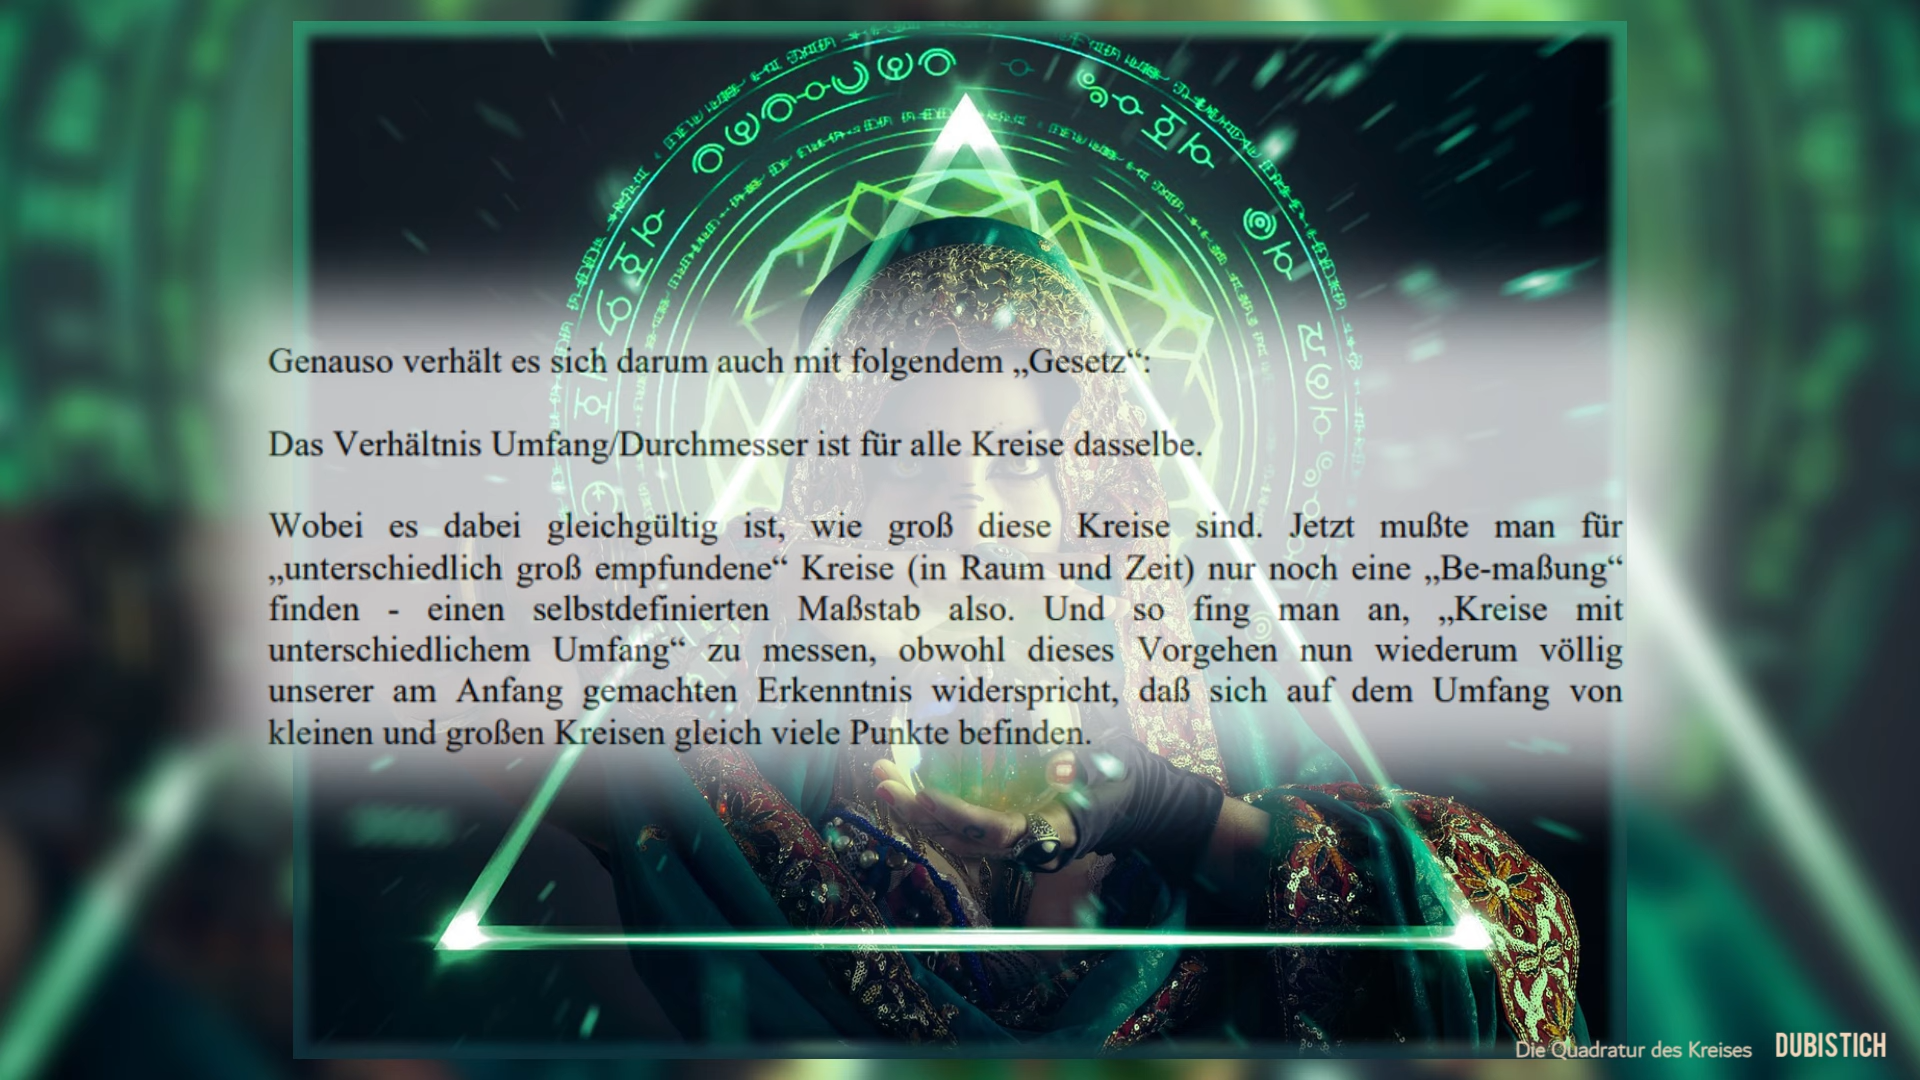 Genauso verhält es sich darum auch mit folgendem „Gesetz“:
Das Verhältnis Umfang/Durchmesser ist für alle Kreise dasselbe.
Wobei es dabei gleichgültig ist, wie groß diese Kreise sind. Jetzt mußte man für
„unterschiedlich groß empfundene“ Kreise (in Raum und Zeit) nur noch eine „Be-maßung“
finden - einen selbstdefinierten Maßstab also. Und so fing man an, „Kreise mit
unterschiedlichem Umfang“ zu messen, obwohl dieses Vorgehen nun wiederum völlig
unserer am Anfang gemachten Erkenntnis widerspricht, daß sich auf dem Umfang von
kleinen und großen Kreisen gleich viele Punkte befinden.
Die Quadratur des Kreises DUBISTICH